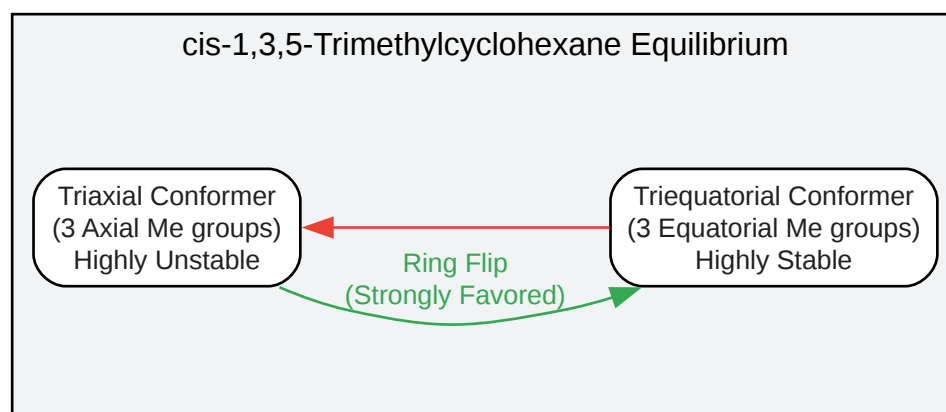 cis-1,3,5-Trimethylcyclohexane Equilibrium
Triaxial Conformer
(3 Axial Me groups)
Highly Unstable
Ring Flip
(Strongly Favored)
Triequatorial Conformer
(3 Equatorial Me groups)
Highly Stable